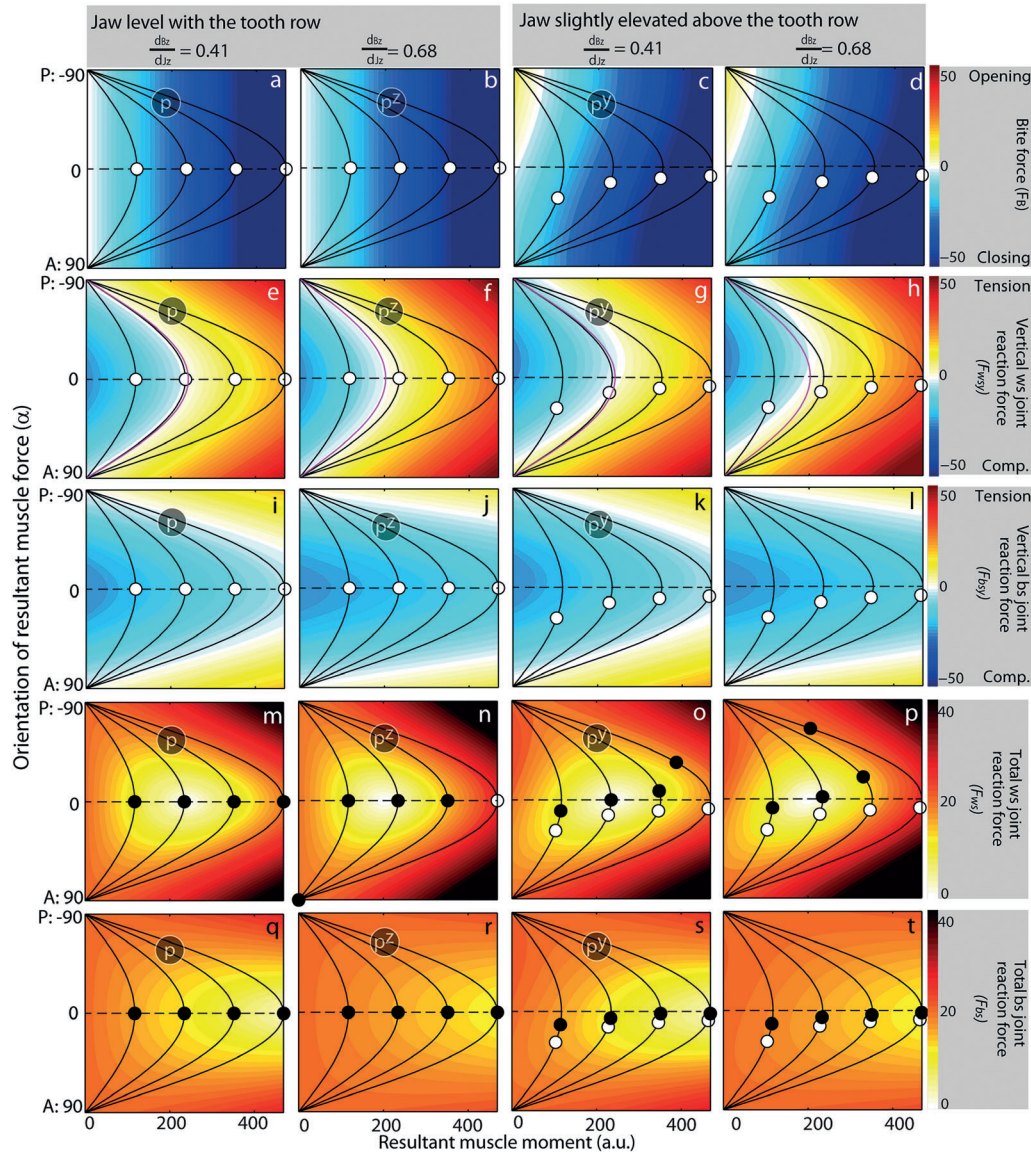 Jaw level with the tooth row
Jaw slightly elevated above the tooth row
dBz/dJz = 0.41
dBz/dJz = 0.68
dBz/dJz = 0.41
dBz/dJz = 0.68
P: -90
0
A: 90
a
p
b
pz
c
py
d
50 Opening
Bite force (FB)
−50 Closing
P: -90
0
A: 90
e
p
f
pz
g
py
h
50 Tension
Vertical ws joint
reaction force
(Fwsy)
−50 Comp.
P: -90
0
A: 90
i
p
j
pz
k
py
l
50 Tension
Vertical bs joint
reaction force
(Fbsy)
−50 Comp.
P: -90
0
A: 90
m
p
n
pz
o
py
p
40
20
0
Total ws joint
reaction force
(Fws)
P: -90
0
A: 90
q
p
r
pz
s
py
t
40
20
0
Total bs joint
reaction force
(Fbs)
0 200 400
0 200 400
0 200 400
0 200 400
Orientation of resultant muscle force (α)
Resultant muscle moment (a.u.)